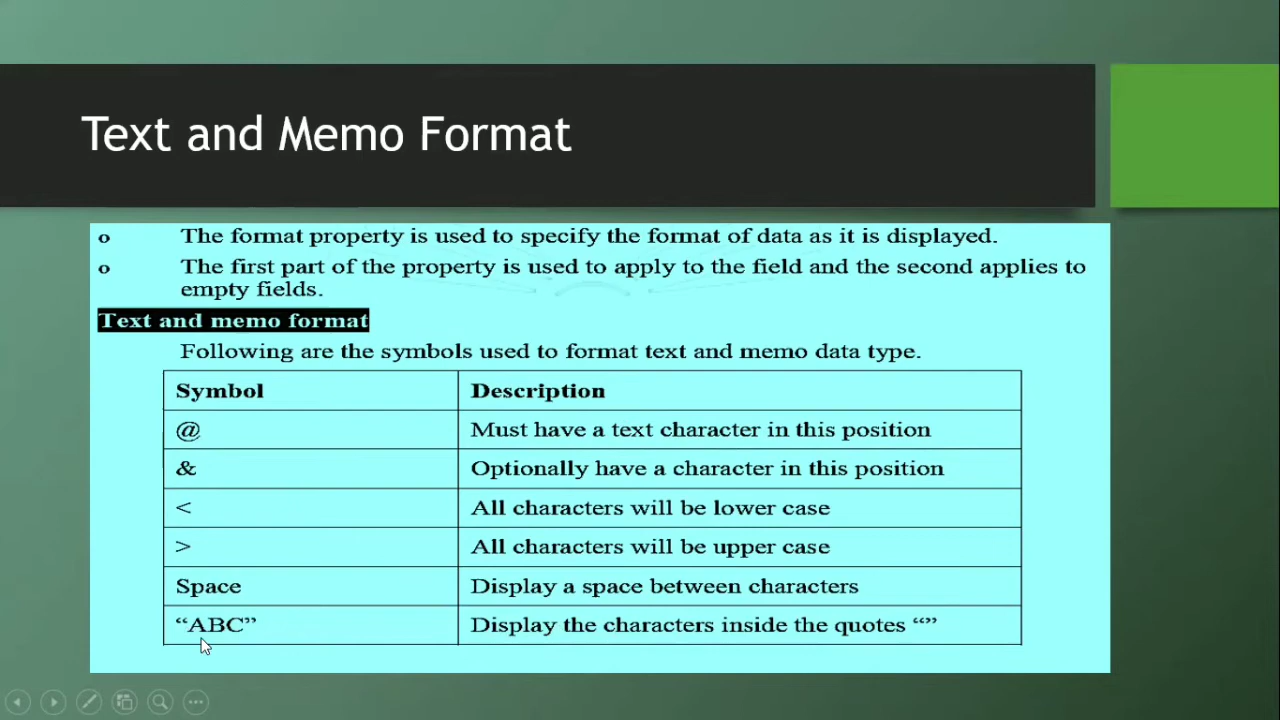 Text and Memo Format
o The format property is used to specify the format of data as it is displayed.
o The first part of the property is used to apply to the field and the second applies to
empty fields.
Text and memo format
Following are the symbols used to format text and memo data type.
Symbol Description
@ Must have a text character in this position
& Optionally have a character in this position
< All characters will be lower case
> All characters will be upper case
Space Display a space between characters
“ABC” Display the characters inside the quotes “”